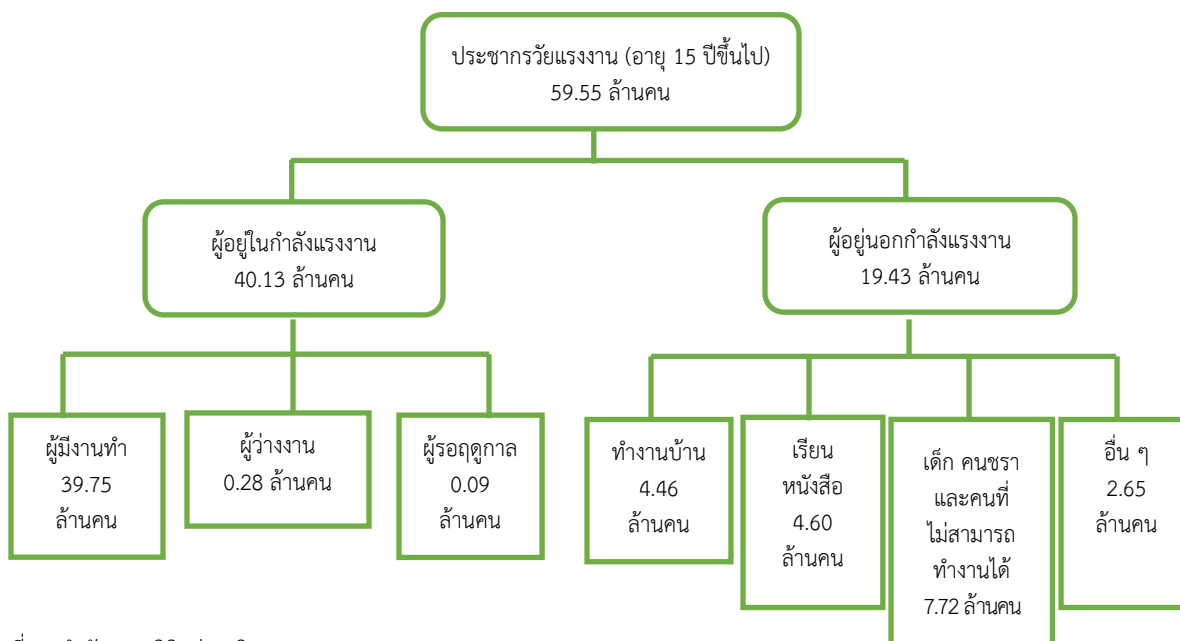 ประชากรวัยแรงงาน (อายุ 15 ปีขึ้นไป)
59.55 ล้านคน
ผู้อยู่ในกำลังแรงงาน
40.13 ล้านคน
ผู้อยู่นอกกำลังแรงงาน
19.43 ล้านคน
ผู้มีงานทำ
39.75
ล้านคน
ผู้ว่างงาน
0.28 ล้านคน
ผู้รอฤดูกาล
0.09
ล้านคน
ทำงานบ้าน
4.46
ล้านคน
เรียน
หนังสือ
4.60
ล้านคน
เด็ก คนชรา
และคนที่
ไม่สามารถ
ทำงานได้
7.72 ล้านคน
อื่น ๆ
2.65
ล้านคน